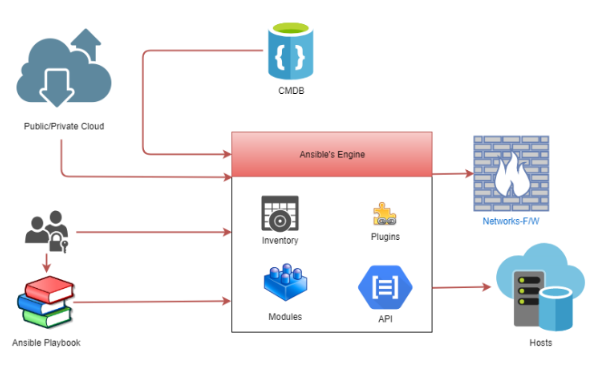 CMDB
Public/Private Cloud
Ansible's Engine
Inventory
Plugins
Networks-F/W
Modules
API
Ansible Playbook
Hosts